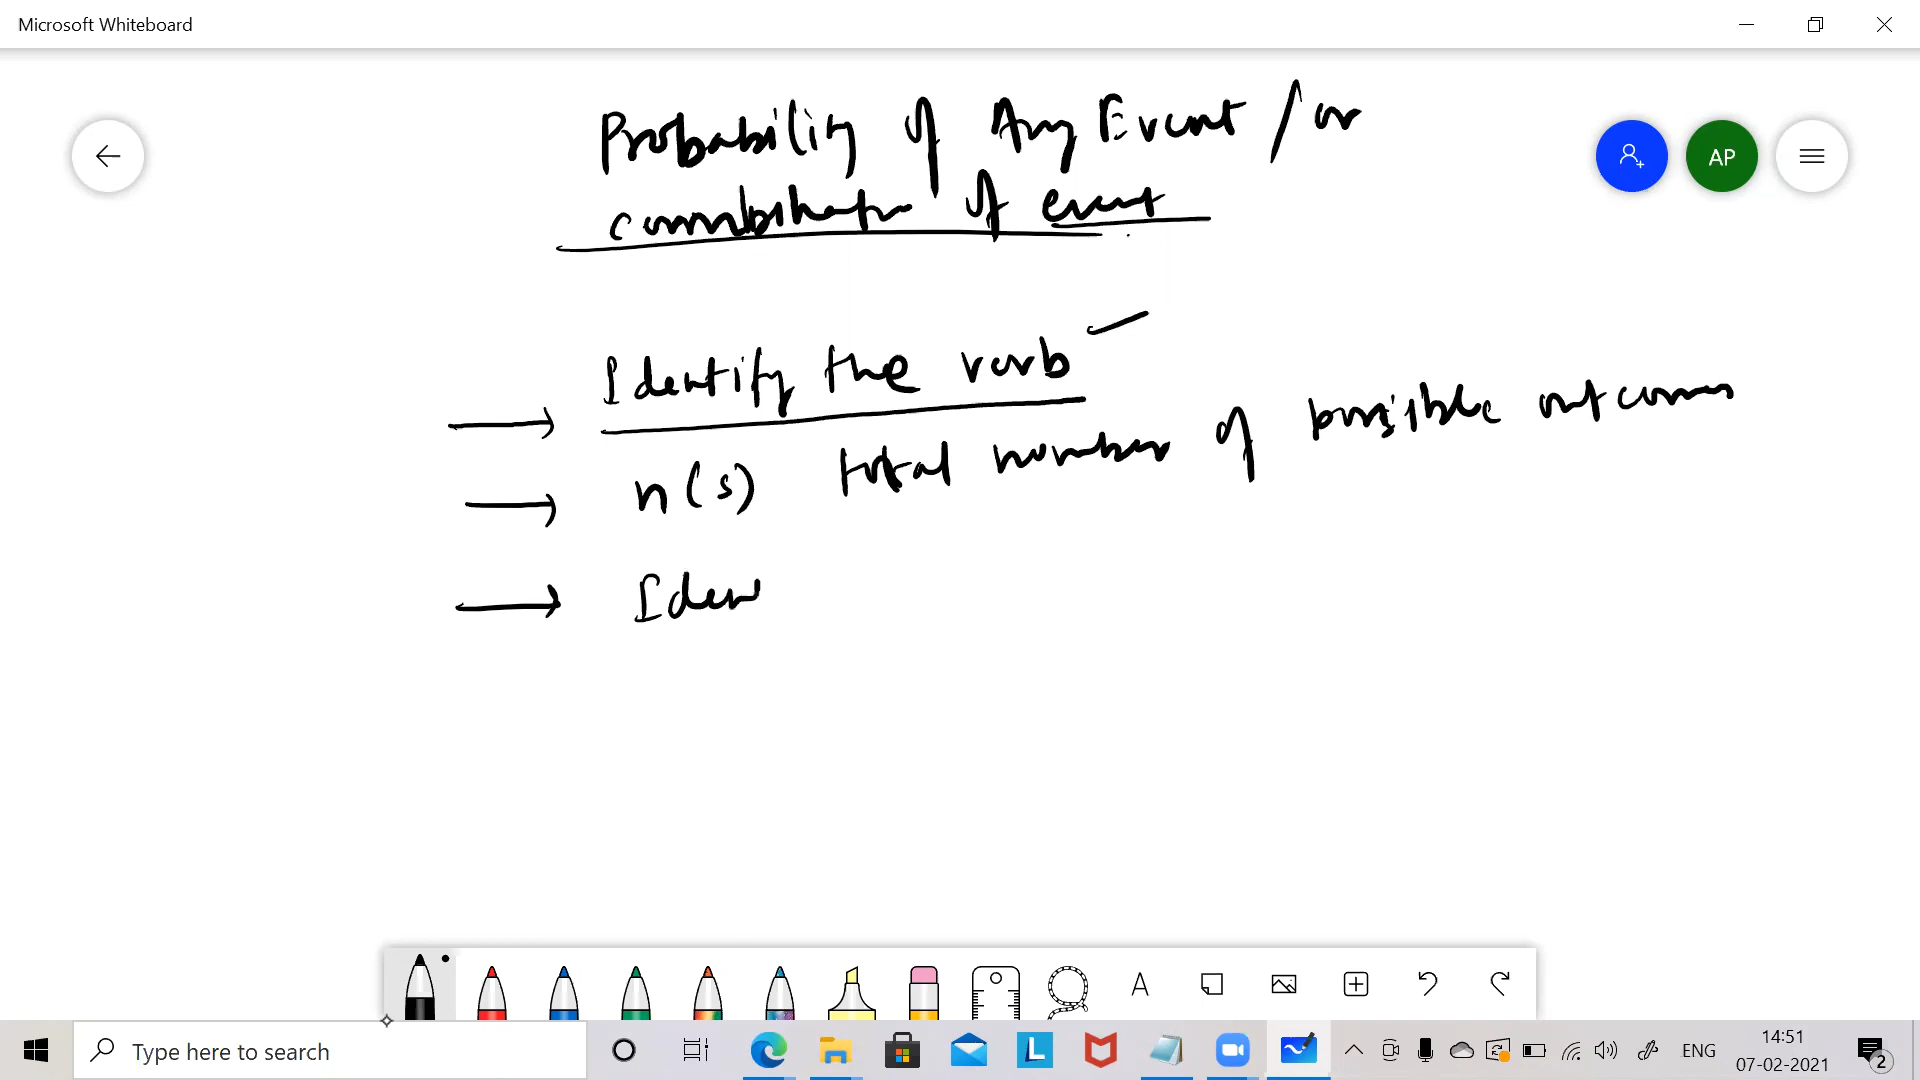 Microsoft Whiteboard
Probability of Any Event / or
combination of event
AP
Identify the verb
n(s) total number of possible outcomes
Iden
A
Type here to search
L
ENG
14:51
07-02-2021
2